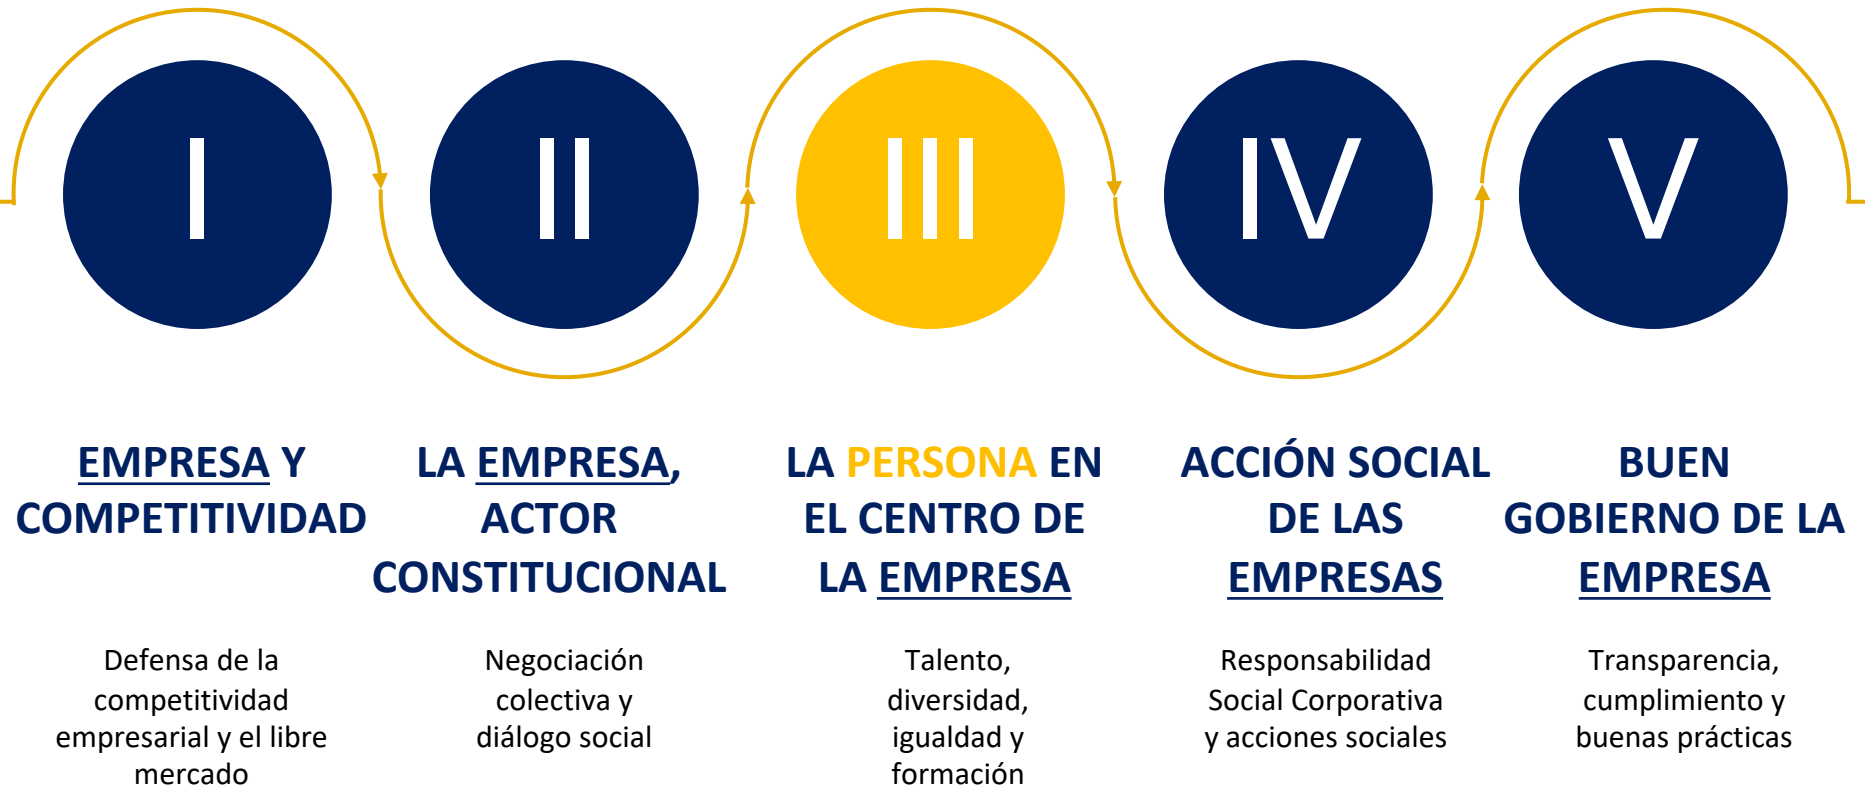 I
II
III
IV
V
EMPRESA Y
COMPETITIVIDAD
Defensa de la
competitividad
empresarial y el libre
mercado
LA EMPRESA,
ACTOR
CONSTITUCIONAL
Negociación
colectiva y
diálogo social
LA PERSONA EN
EL CENTRO DE
LA EMPRESA
Talento,
diversidad,
igualdad y
formación
ACCIÓN SOCIAL
DE LAS
EMPRESAS
Responsabilidad
Social Corporativa
y acciones sociales
BUEN
GOBIERNO DE LA
EMPRESA
Transparencia,
cumplimiento y
buenas prácticas